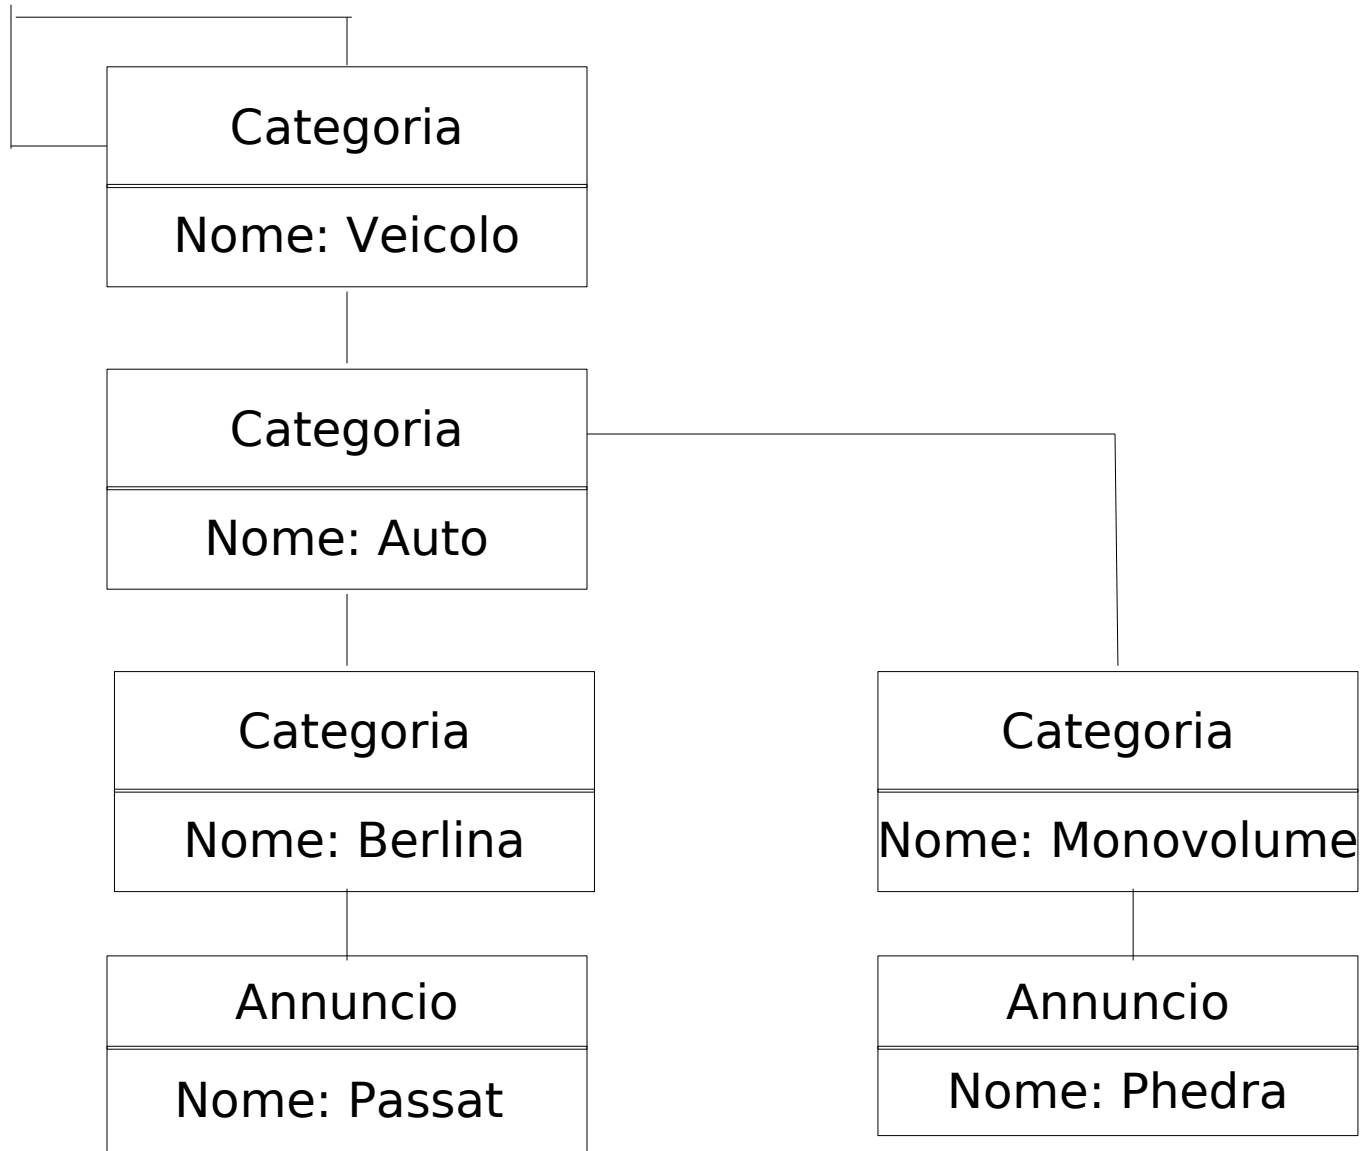 Categoria
Nome: Veicolo
Categoria
Nome: Auto
Categoria
Nome: Berlina
Categoria
Nome: Monovolume
Annuncio
Nome: Passat
Annuncio
Nome: Phedra